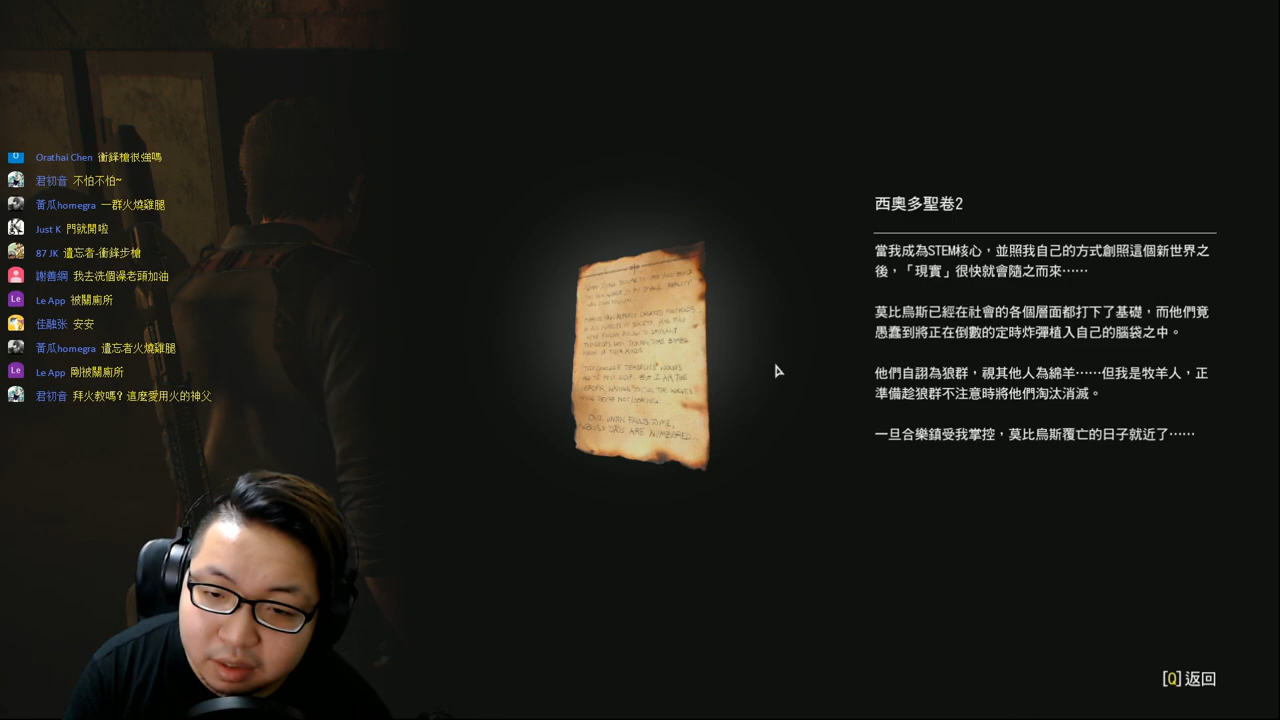 Orathai Chen 衝鋒槍很強嗎
君初音 不怕不怕~
蕾瓜homegra 一群火燒雞腿
Just K 門就開啦
87 JK 遺忘者-衝鋒步槍
謝善綱 我去洗個澡老頭加油
Le App 被關廁所
佳融张 安安
蕾瓜homegra 遺忘者火燒雞腿
Le App 剛被關廁所
君初音 拜火教嗎? 這麼愛用火的神父
西奧多聖卷2
當我成為STEM核心，並照我自己的方式創照這個新世界之
後，「現實」很快就會隨之而來……
莫比烏斯已經在社會的各個層面都打下了基礎，而他們竟
愚蠢到將正在倒數的定時炸彈植入自己的腦袋之中。
他們自詡為狼群，視其他人為綿羊……但我是牧羊人，正
準備趁狼群不注意時將他們淘汰消滅。
一旦合樂鎮受我掌控，莫比烏斯覆亡的日子就近了……
[Q]返回